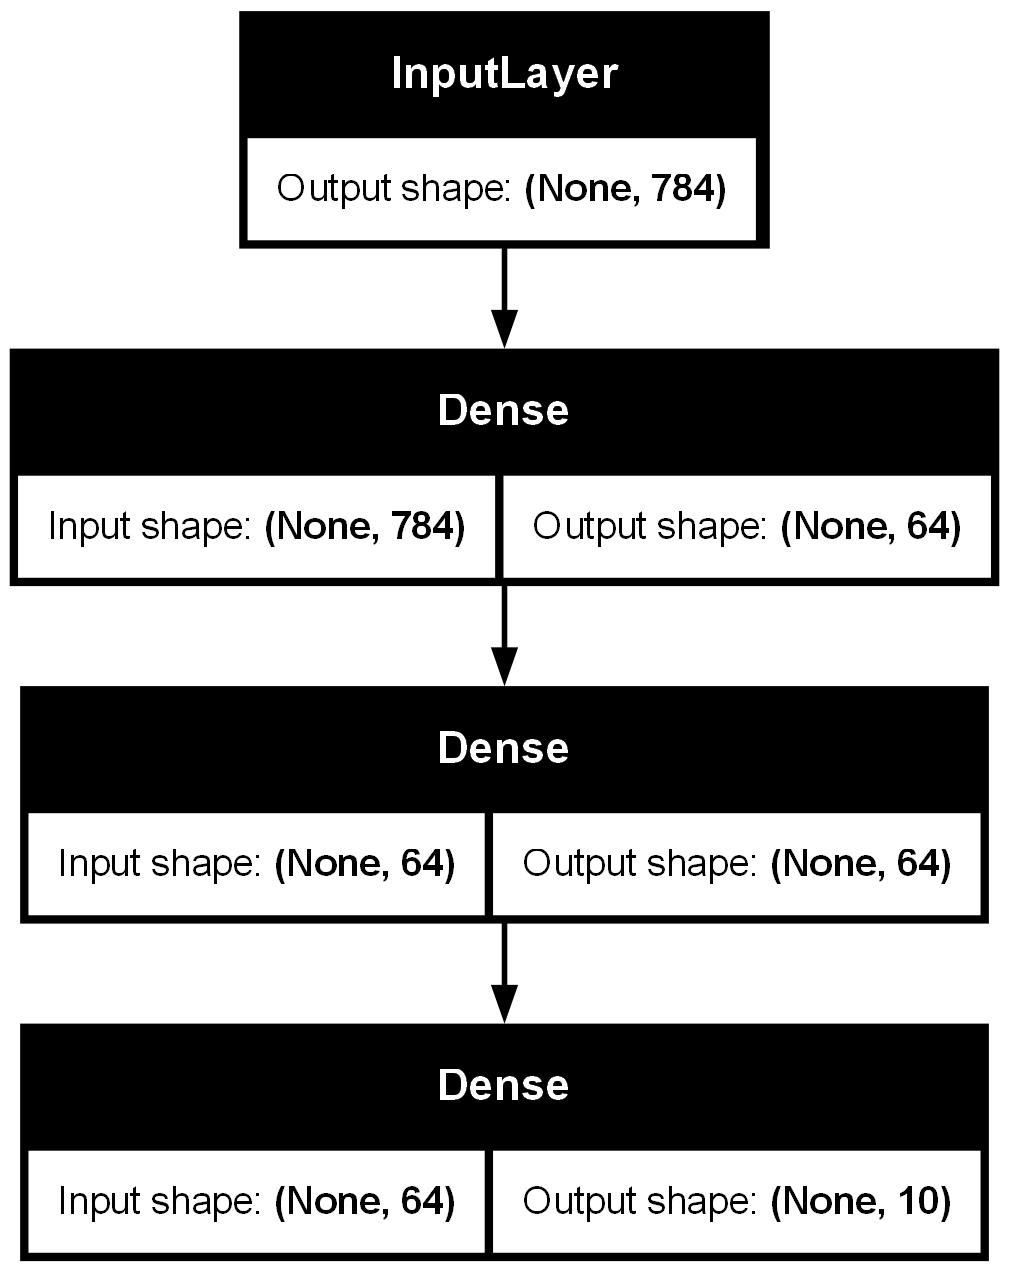 InputLayer
Output shape: (None, 784)
Dense
Input shape: (None, 784) Output shape: (None, 64)
Dense
Input shape: (None, 64) Output shape: (None, 64)
Dense
Input shape: (None, 64) Output shape: (None, 10)